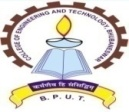 COLLEGE OF ENGINEERING AND TECHNOLOGY BHUBANESWAR
B.P.U.T.